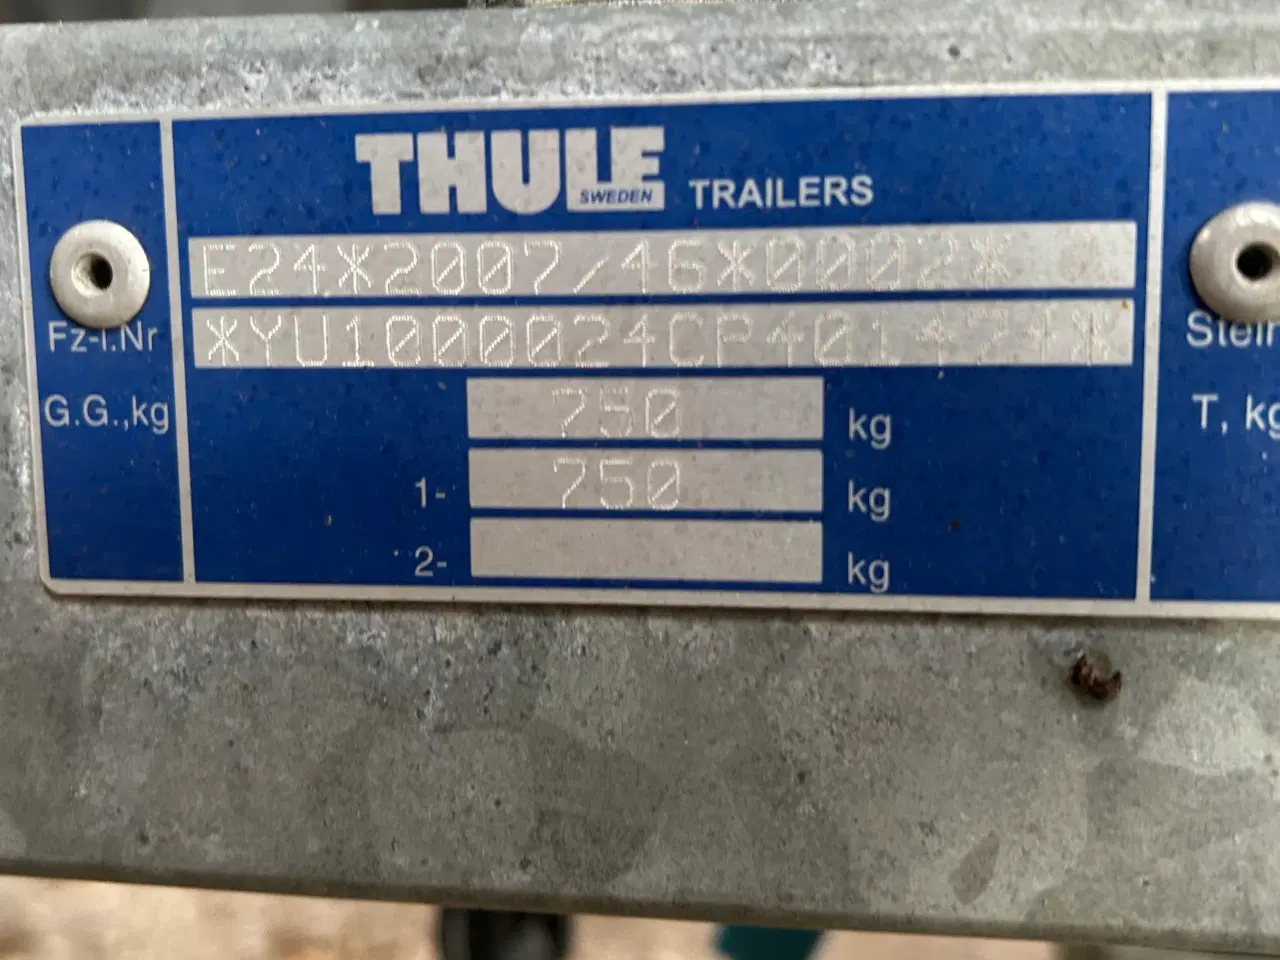 THULE
SWEDEN TRAILERS
E24*2007/46*0002*
Fz-I.Nr *YU1000024CP401424*
G.G.,kg 750 kg T, kg
1- 750 kg
2- kg